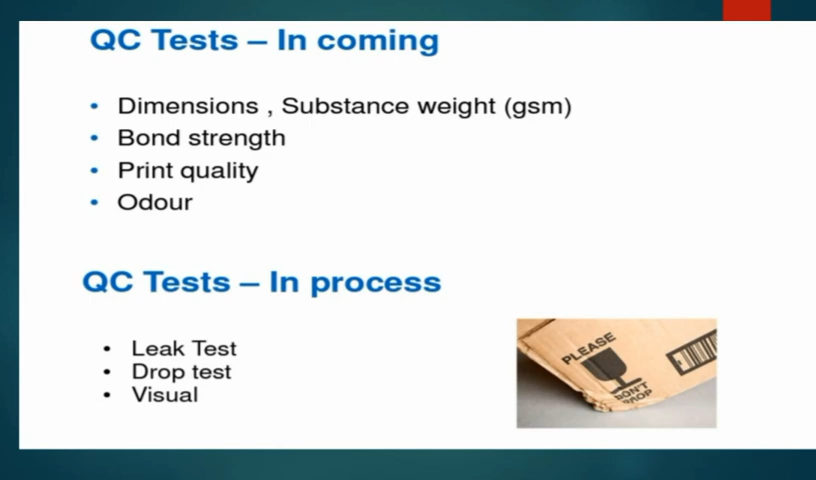 QC Tests – In coming
• Dimensions , Substance weight (gsm)
• Bond strength
• Print quality
• Odour
QC Tests – In process
• Leak Test
• Drop test
• Visual
PLEASE
DON'T
DROP